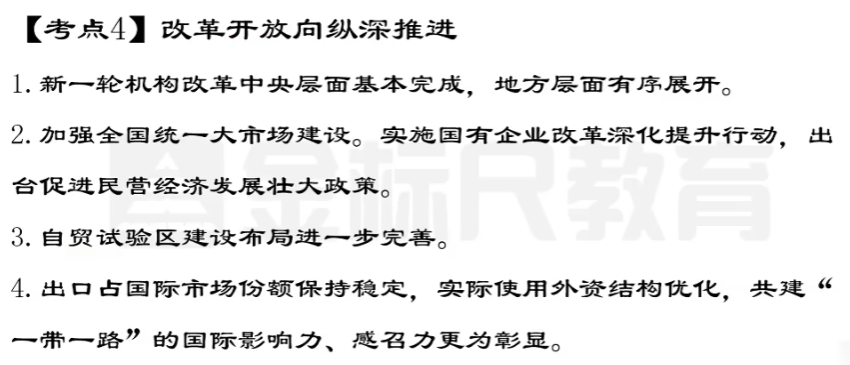 【考点4】改革开放向纵深推进
1. 新一轮机构改革中央层面基本完成，地方层面有序展开。
2. 加强全国统一大市场建设。实施国有企业改革深化提升行动，出
台促进民营经济发展壮大政策。
金标尺教育
3. 自贸试验区建设布局进一步完善。
4. 出口占国际市场份额保持稳定，实际使用外资结构优化，共建“
一带一路”的国际影响力、感召力更为彰显。